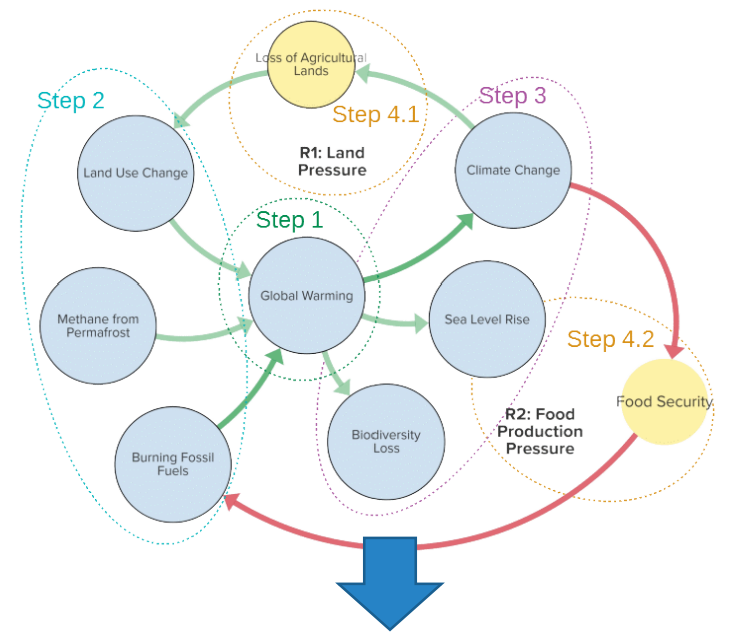 Loss of Agricultural
Lands
Step 2
Step 3
Step 4.1
R1: Land
Pressure
Land Use Change
Climate Change
Step 1
Global Warming
Methane from
Permafrost
Sea Level Rise
Step 4.2
Food Security
R2: Food
Production
Pressure
Biodiversity
Loss
Burning Fossil
Fuels